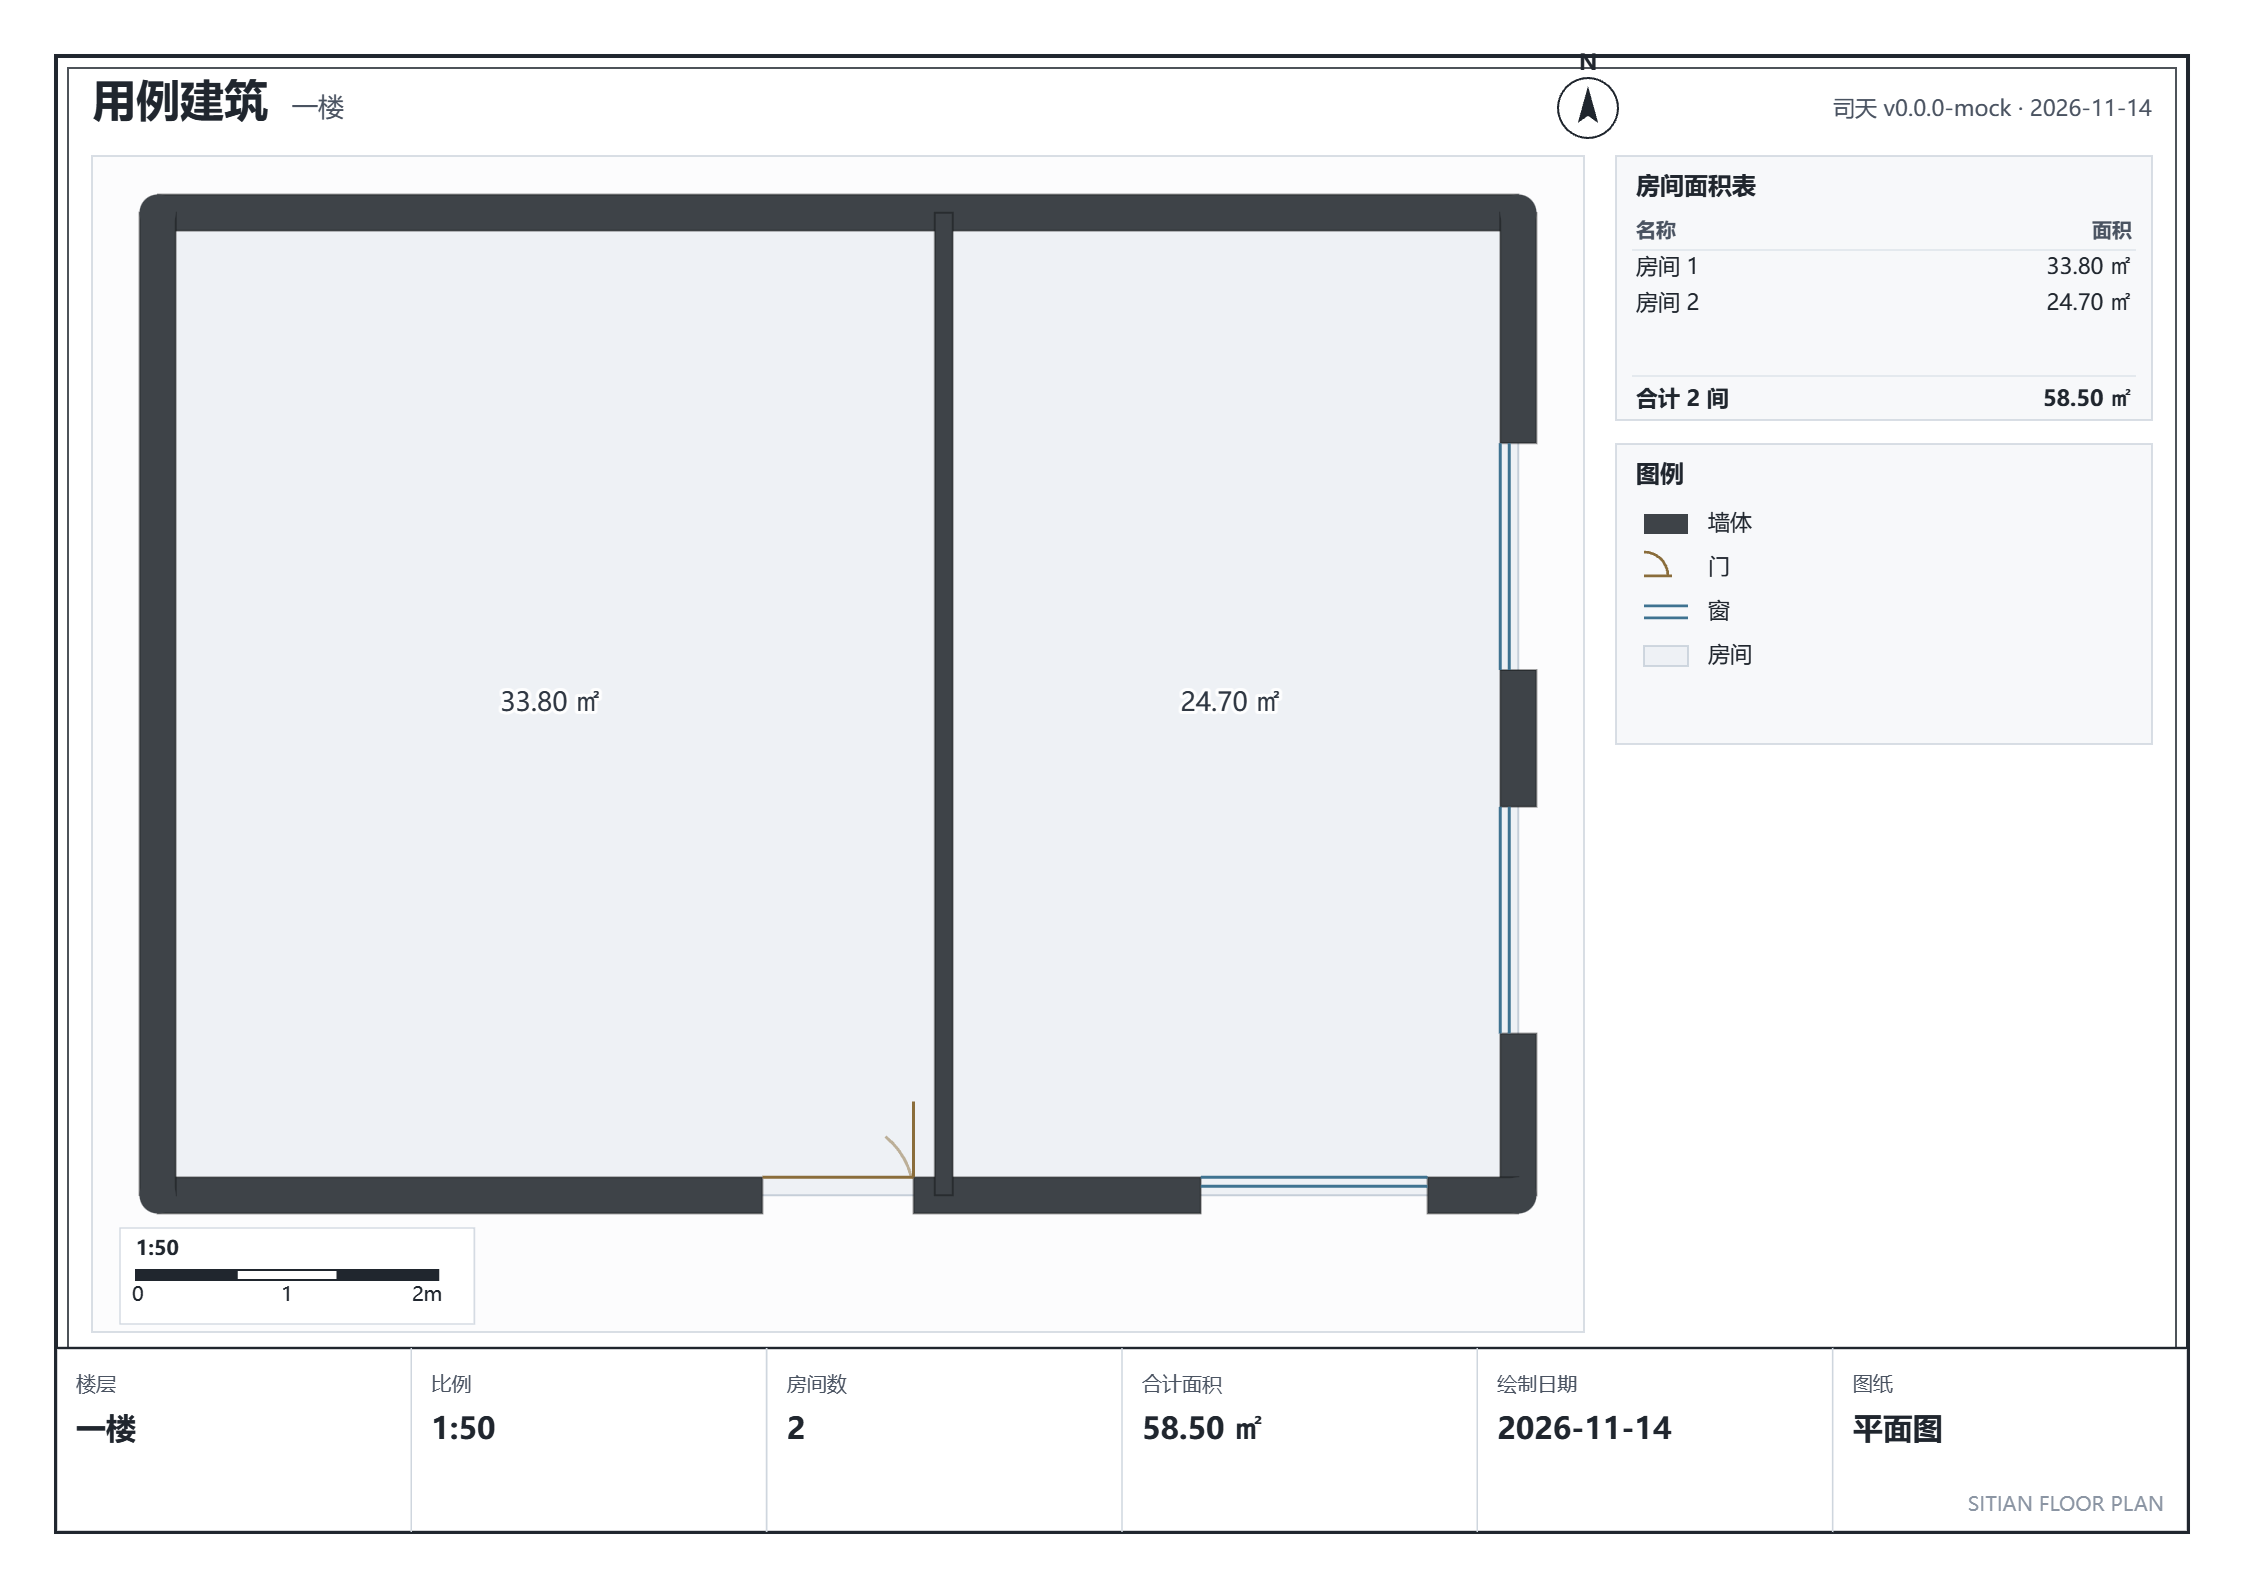 用例建筑 一楼
N
司天 v0.0.0-mock · 2026-11-14
33.80 ㎡
24.70 ㎡
1:50
0 1 2m
房间面积表
名称 面积
房间 1 33.80 ㎡
房间 2 24.70 ㎡
合计 2 间 58.50 ㎡
图例
墙体
门
窗
房间
楼层 比例 房间数 合计面积 绘制日期 图纸
一楼 1:50 2 58.50 ㎡ 2026-11-14 平面图
SITIAN FLOOR PLAN